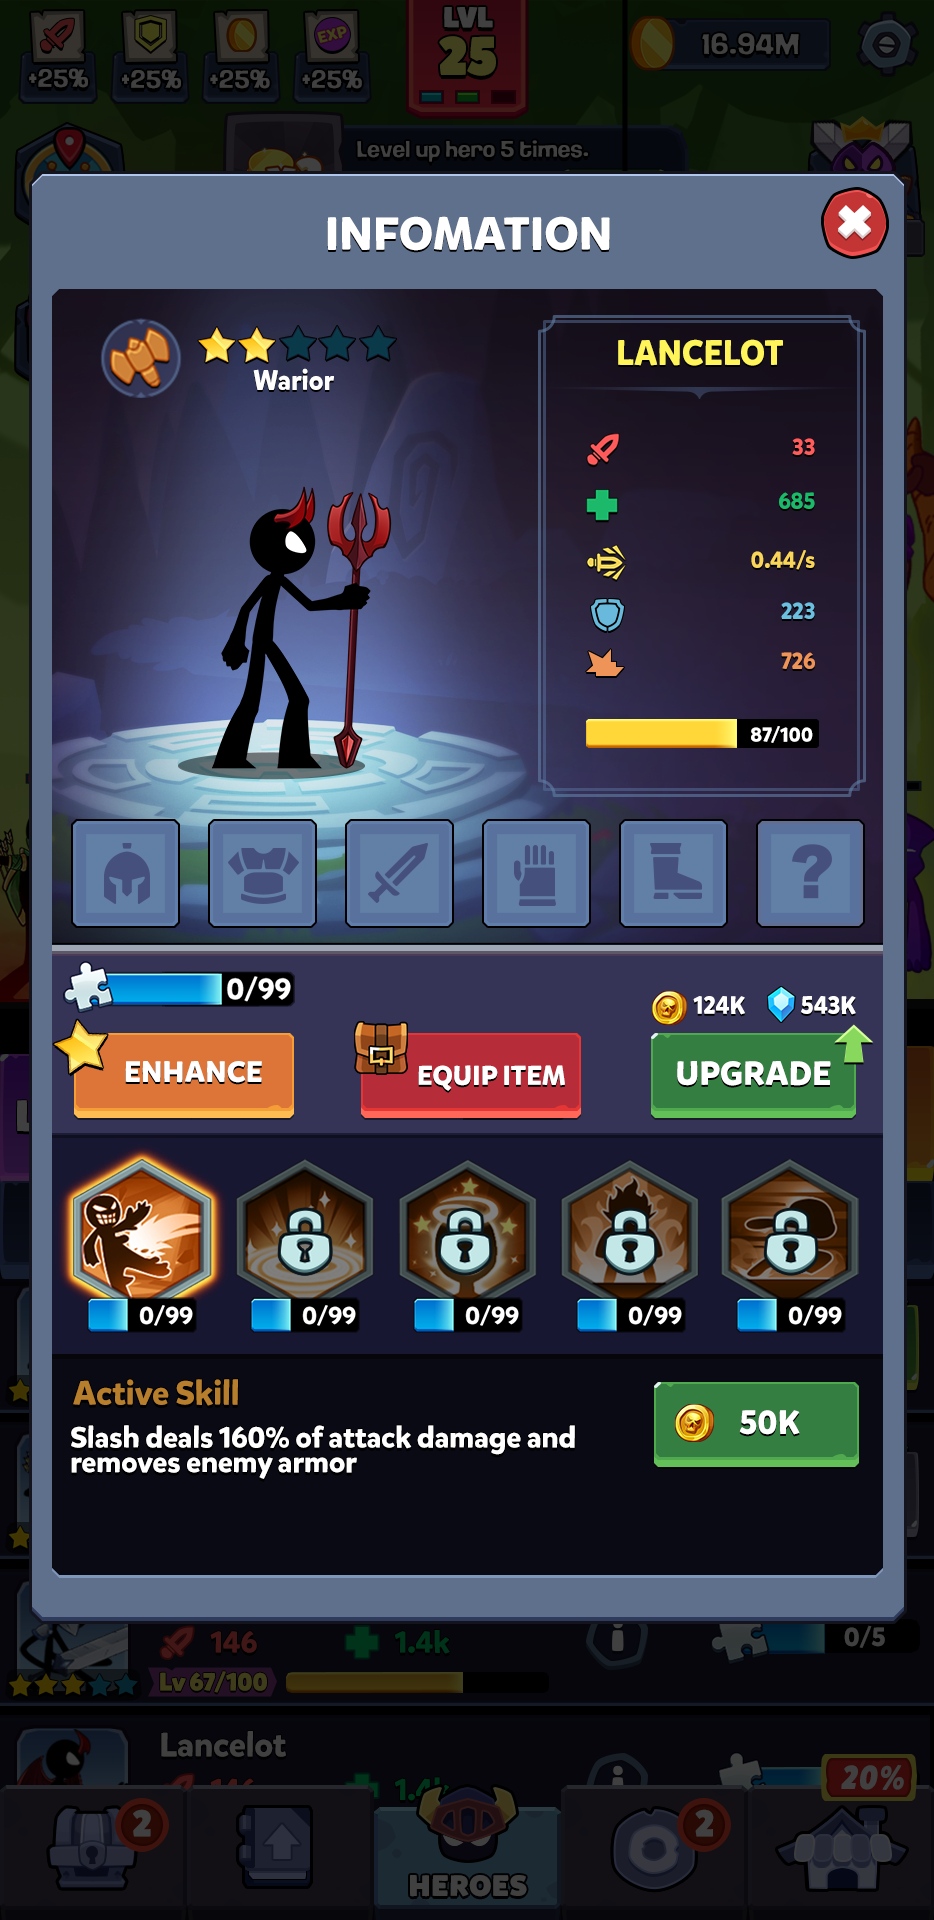 +25%
+25%
+25%
EXP
+25%
LVL
25
16.94M
Level up hero 5 times.
INFOMATION
Warior
LANCELOT
33
685
0.44/s
223
726
87/100
?
0/99
124K
543K
ENHANCE
EQUIP ITEM
UPGRADE
0/99
0/99
0/99
0/99
0/99
Active Skill
Slash deals 160% of attack damage and
removes enemy armor
50K
146
1.4k
0/5
Lv 67/100
Lancelot
20%
2
2
HEROES